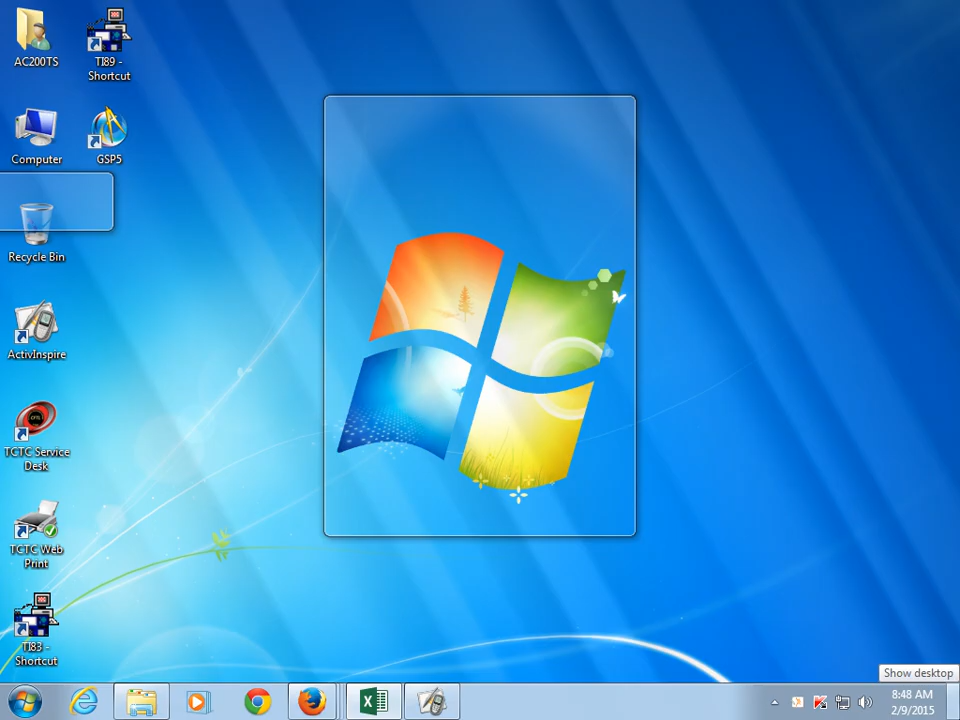 AC200TS
TI89 -
Shortcut
Computer
GSP5
Recycle Bin
ActivInspire
TCTC Service
Desk
TCTC Web
Print
TI83 -
Shortcut
Show desktop
8:48 AM
2/9/2015